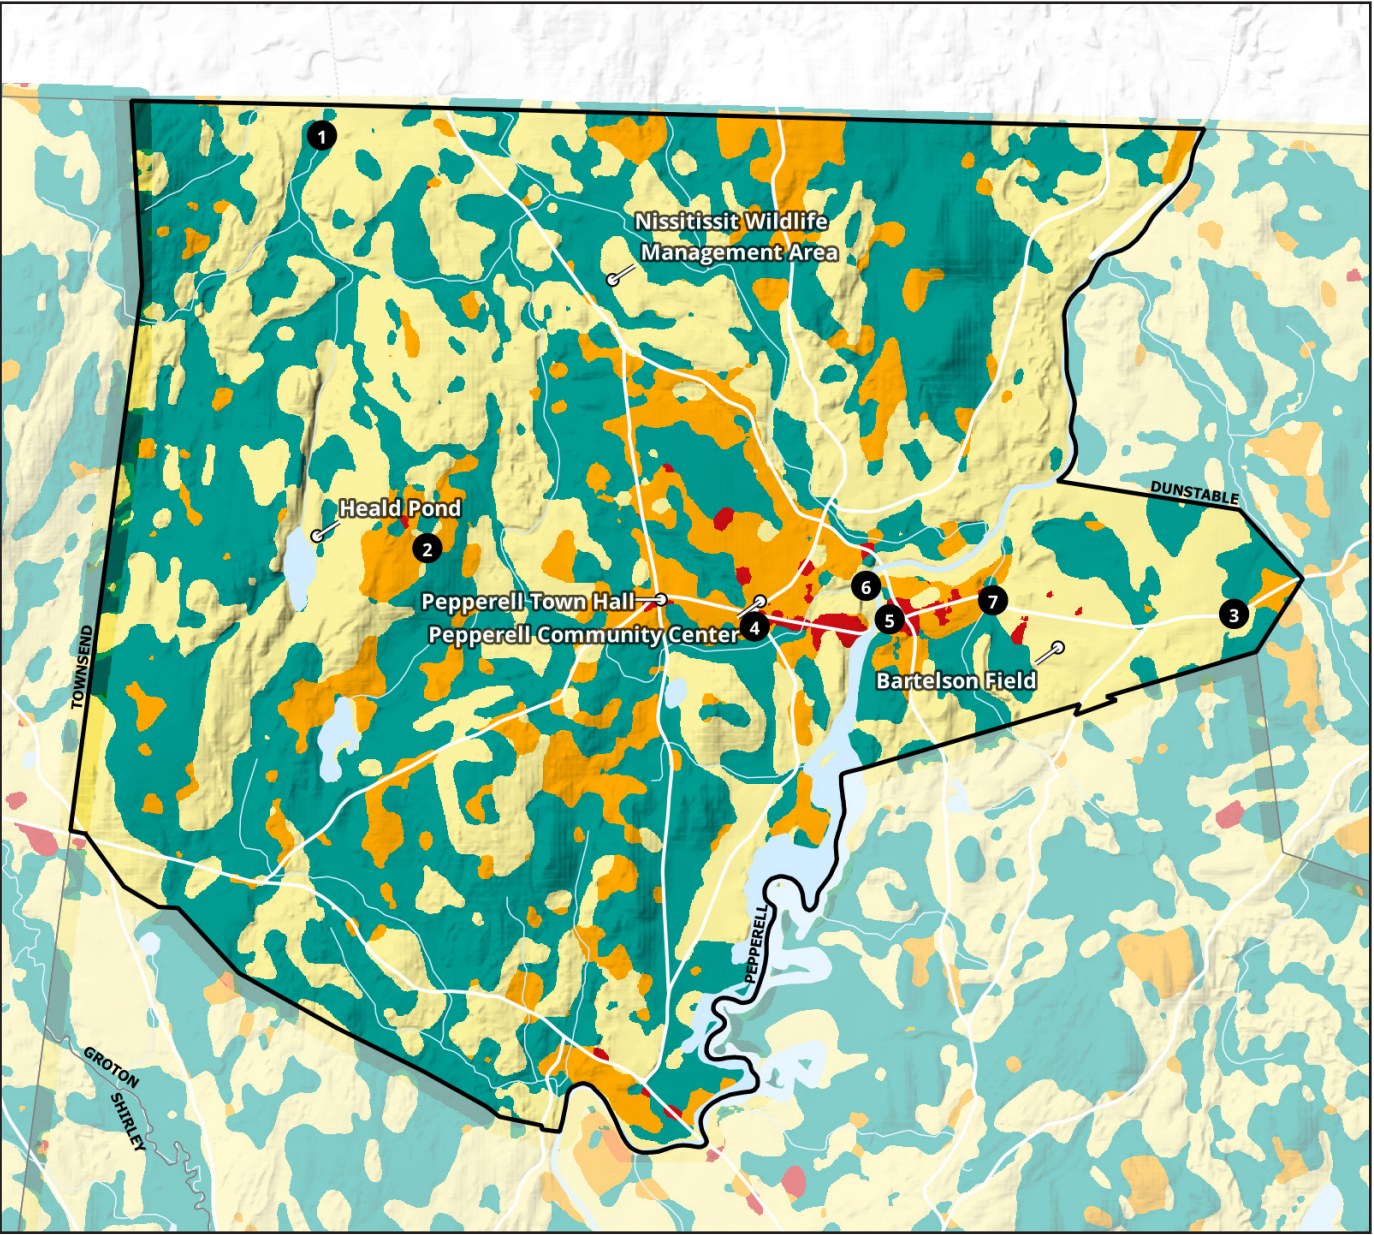 1
Nissitissit Wildlife
Management Area
DUNSTABLE
Heald Pond
2
6
Pepperell Town Hall
7
3
5
4
Pepperell Community Center
Bartelson Field
TOWNSEND
PEPPERELL
GROTON
SHIRLEY